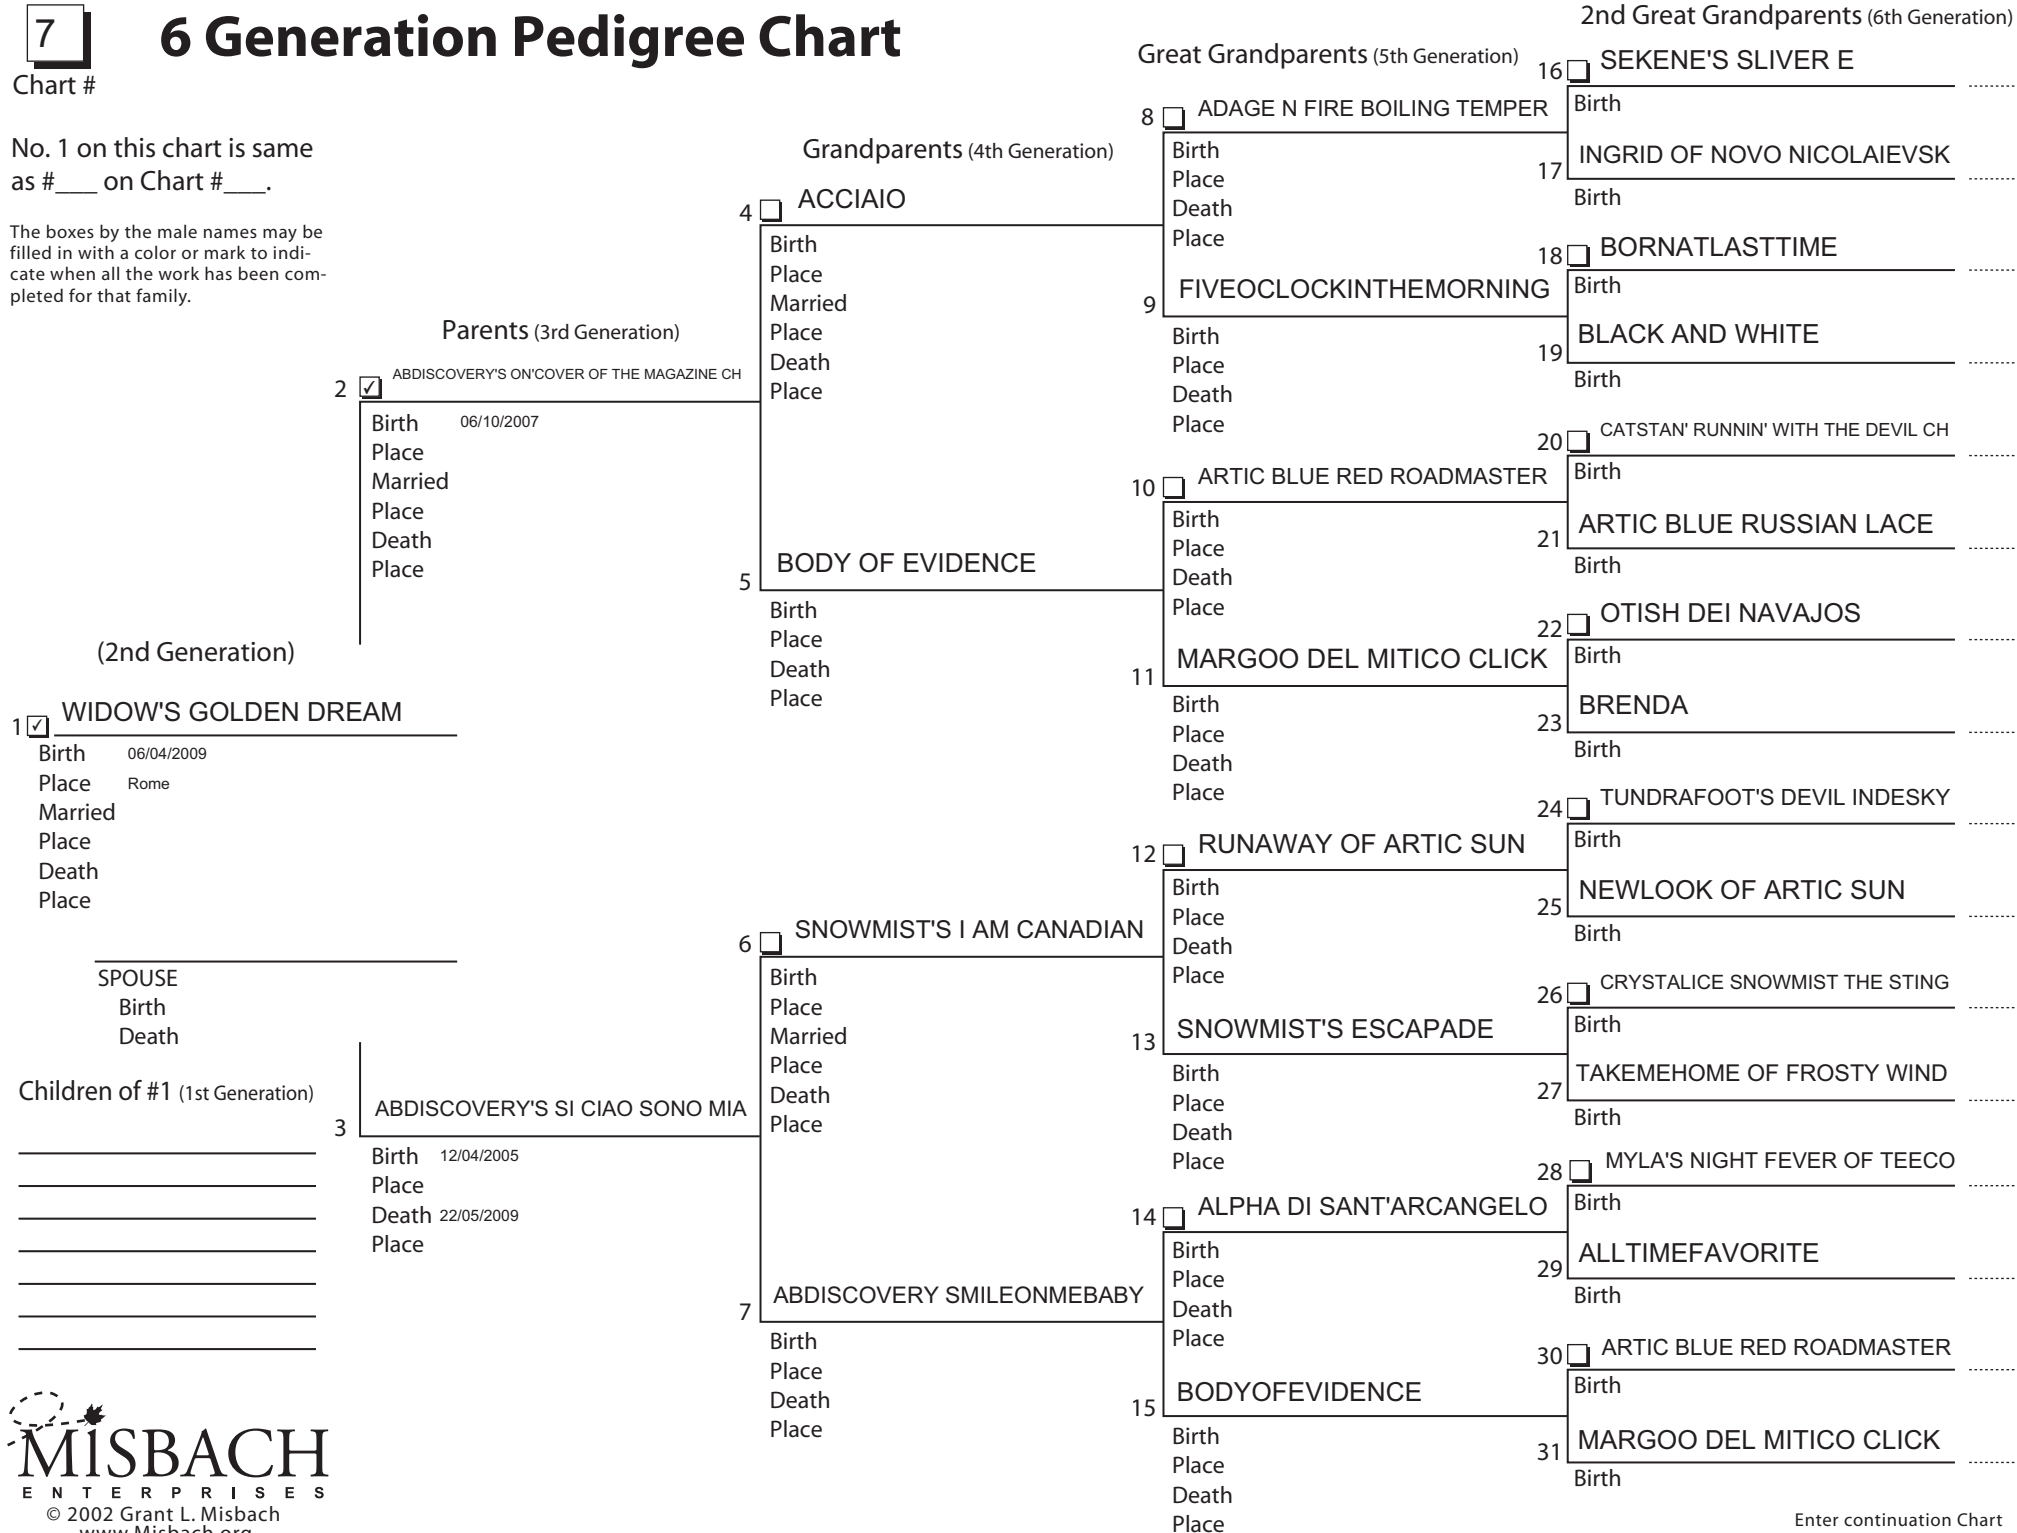 7
Chart #
6 Generation Pedigree Chart
No. 1 on this chart is same
as #___ on Chart #___.
The boxes by the male names may be
filled in with a color or mark to indi-
cate when all the work has been com-
pleted for that family.
(2nd Generation)
1 ✓ WIDOW'S GOLDEN DREAM
Birth 06/04/2009
Place Rome
Married
Place
Death
Place
SPOUSE
Birth
Death
Children of #1 (1st Generation)
MISBACH
ENTERPRISES
© 2002 Grant L. Misbach
www.Misbach.org
Parents (3rd Generation)
2 ✓ ABDISCOVERY'S ON'COVER OF THE MAGAZINE CH
Birth 06/10/2007
Place
Married
Place
Death
Place
3 ABDISCOVERY'S SI CIAO SONO MIA
Birth 12/04/2005
Place
Death 22/05/2009
Place
Grandparents (4th Generation)
4 ACCIAIO
Birth
Place
Married
Place
Death
Place
5 BODY OF EVIDENCE
Birth
Place
Death
Place
6 SNOWMIST'S I AM CANADIAN
Birth
Place
Married
Place
Death
Place
7 ABDISCOVERY SMILEONMEBABY
Birth
Place
Death
Place
Great Grandparents (5th Generation)
8 ADAGE N FIRE BOILING TEMPER
Birth
Place
Death
Place
9 FIVEOCLOCKINTHEMORNING
Birth
Place
Death
Place
10 ARTIC BLUE RED ROADMASTER
Birth
Place
Death
Place
11 MARGOO DEL MITICO CLICK
Birth
Place
Death
Place
12 RUNAWAY OF ARTIC SUN
Birth
Place
Death
Place
13 SNOWMIST'S ESCAPADE
Birth
Place
Death
Place
14 ALPHA DI SANT'ARCANGELO
Birth
Place
Death
Place
15 BODYOFEVIDENCE
Birth
Place
Death
Place
2nd Great Grandparents (6th Generation)
16 SEKENE'S SLIVER E
Birth
17 INGRID OF NOVO NICOLAIEVSK
Birth
18 BORNATLASTTIME
Birth
19 BLACK AND WHITE
Birth
20 CATSTAN' RUNNIN' WITH THE DEVIL CH
Birth
21 ARTIC BLUE RUSSIAN LACE
Birth
22 OTISH DEI NAVAJOS
Birth
23 BRENDA
Birth
24 TUNDRAFOOT'S DEVIL INDESKY
Birth
25 NEWLOOK OF ARTIC SUN
Birth
26 CRYSTALICE SNOWMIST THE STING
Birth
27 TAKEMEHOME OF FROSTY WIND
Birth
28 MYLA'S NIGHT FEVER OF TEECO
Birth
29 ALLTIMEFAVORITE
Birth
30 ARTIC BLUE RED ROADMASTER
Birth
31 MARGOO DEL MITICO CLICK
Birth
Enter continuation Chart